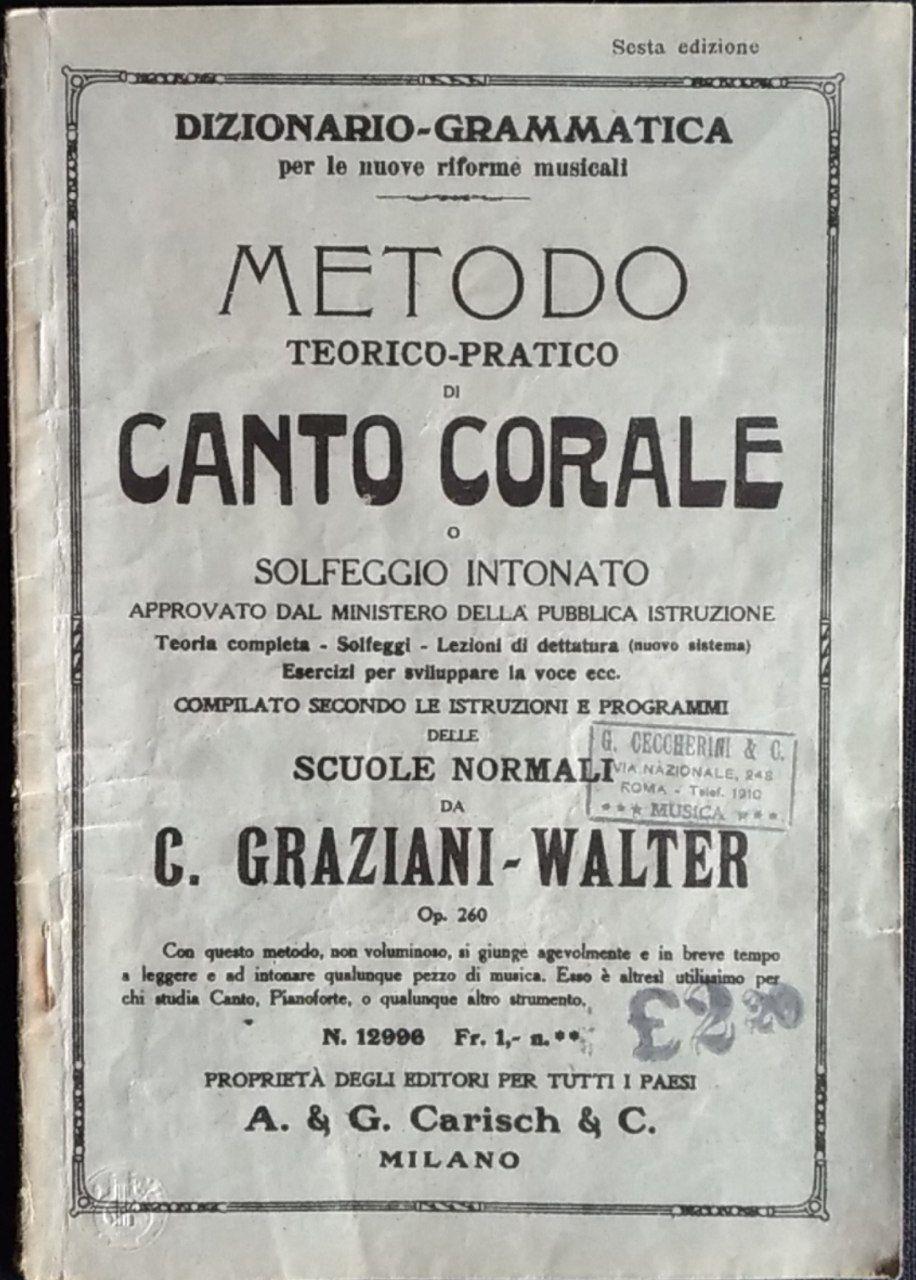 Sesta edizione
DIZIONARIO-GRAMMATICA
per le nuove riforme musicali
METODO
TEORICO-PRATICO
DI
CANTO CORALE
O
SOLFEGGIO INTONATO
APPROVATO DAL MINISTERO DELLA PUBBLICA ISTRUZIONE
Teoria completa - Solfeggi - Lezioni di dettatura (nuovo sistema)
Esercizi per sviluppare la voce ecc.
COMPILATO SECONDO LE ISTRUZIONI E PROGRAMMI
DELLE
SCUOLE NORMALI
G. CECCHERINI & C.
VIA NAZIONALE, 248
ROMA - Telef. 1910
*** MUSICA ***
DA
C. GRAZIANI-WALTER
Op. 260
Con questo metodo, non voluminoso, si giunge agevolmente e in breve tempo
a leggere e ad intonare qualunque pezzo di musica. Esso è altresì utilissimo per
chi studia Canto, Pianoforte, o qualunque altro strumento.
£2
N. 12996 Fr. 1,- n. **
PROPRIETÀ DEGLI EDITORI PER TUTTI I PAESI
A. & G. Carisch & C.
MILANO